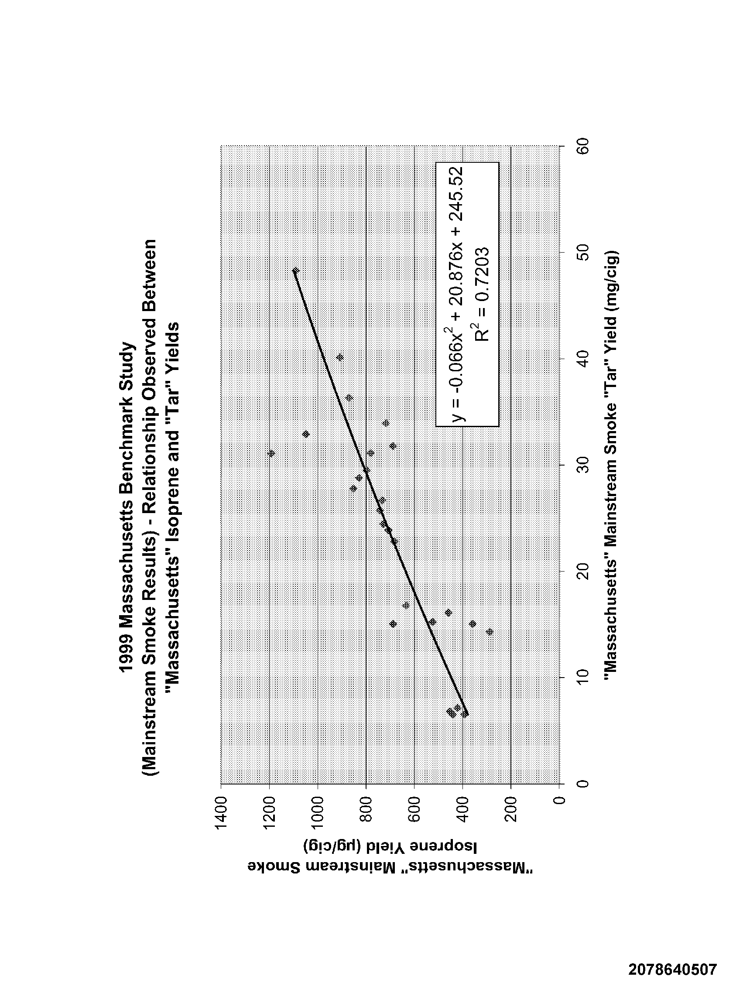 1999 Massachusetts Benchmark Study
(Mainstream Smoke Results) - Relationship Observed Between
"Massachusetts" Isoprene and "Tar" Yields
"Massachusetts" Mainstream Smoke
Isoprene Yield (µg/cig)
1400
1200
1000
800
600
400
200
0
y = -0.066x² + 20.876x + 245.52
R² = 0.7203
0
10
20
30
40
50
60
"Massachusetts" Mainstream Smoke "Tar" Yield (mg/cig)
2078640507